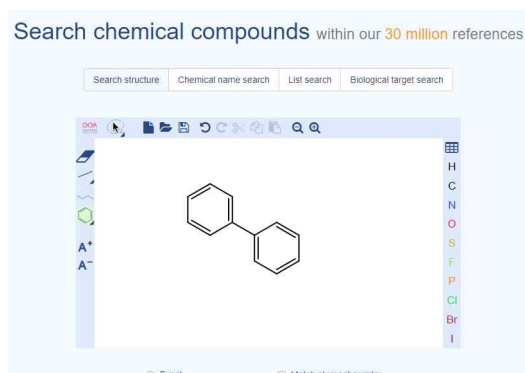 Search chemical compounds within our 30 million references
Search structure Chemical name search List search Biological target search
H
C
N
O
S
F
P
Cl
Br
I
A+
A-